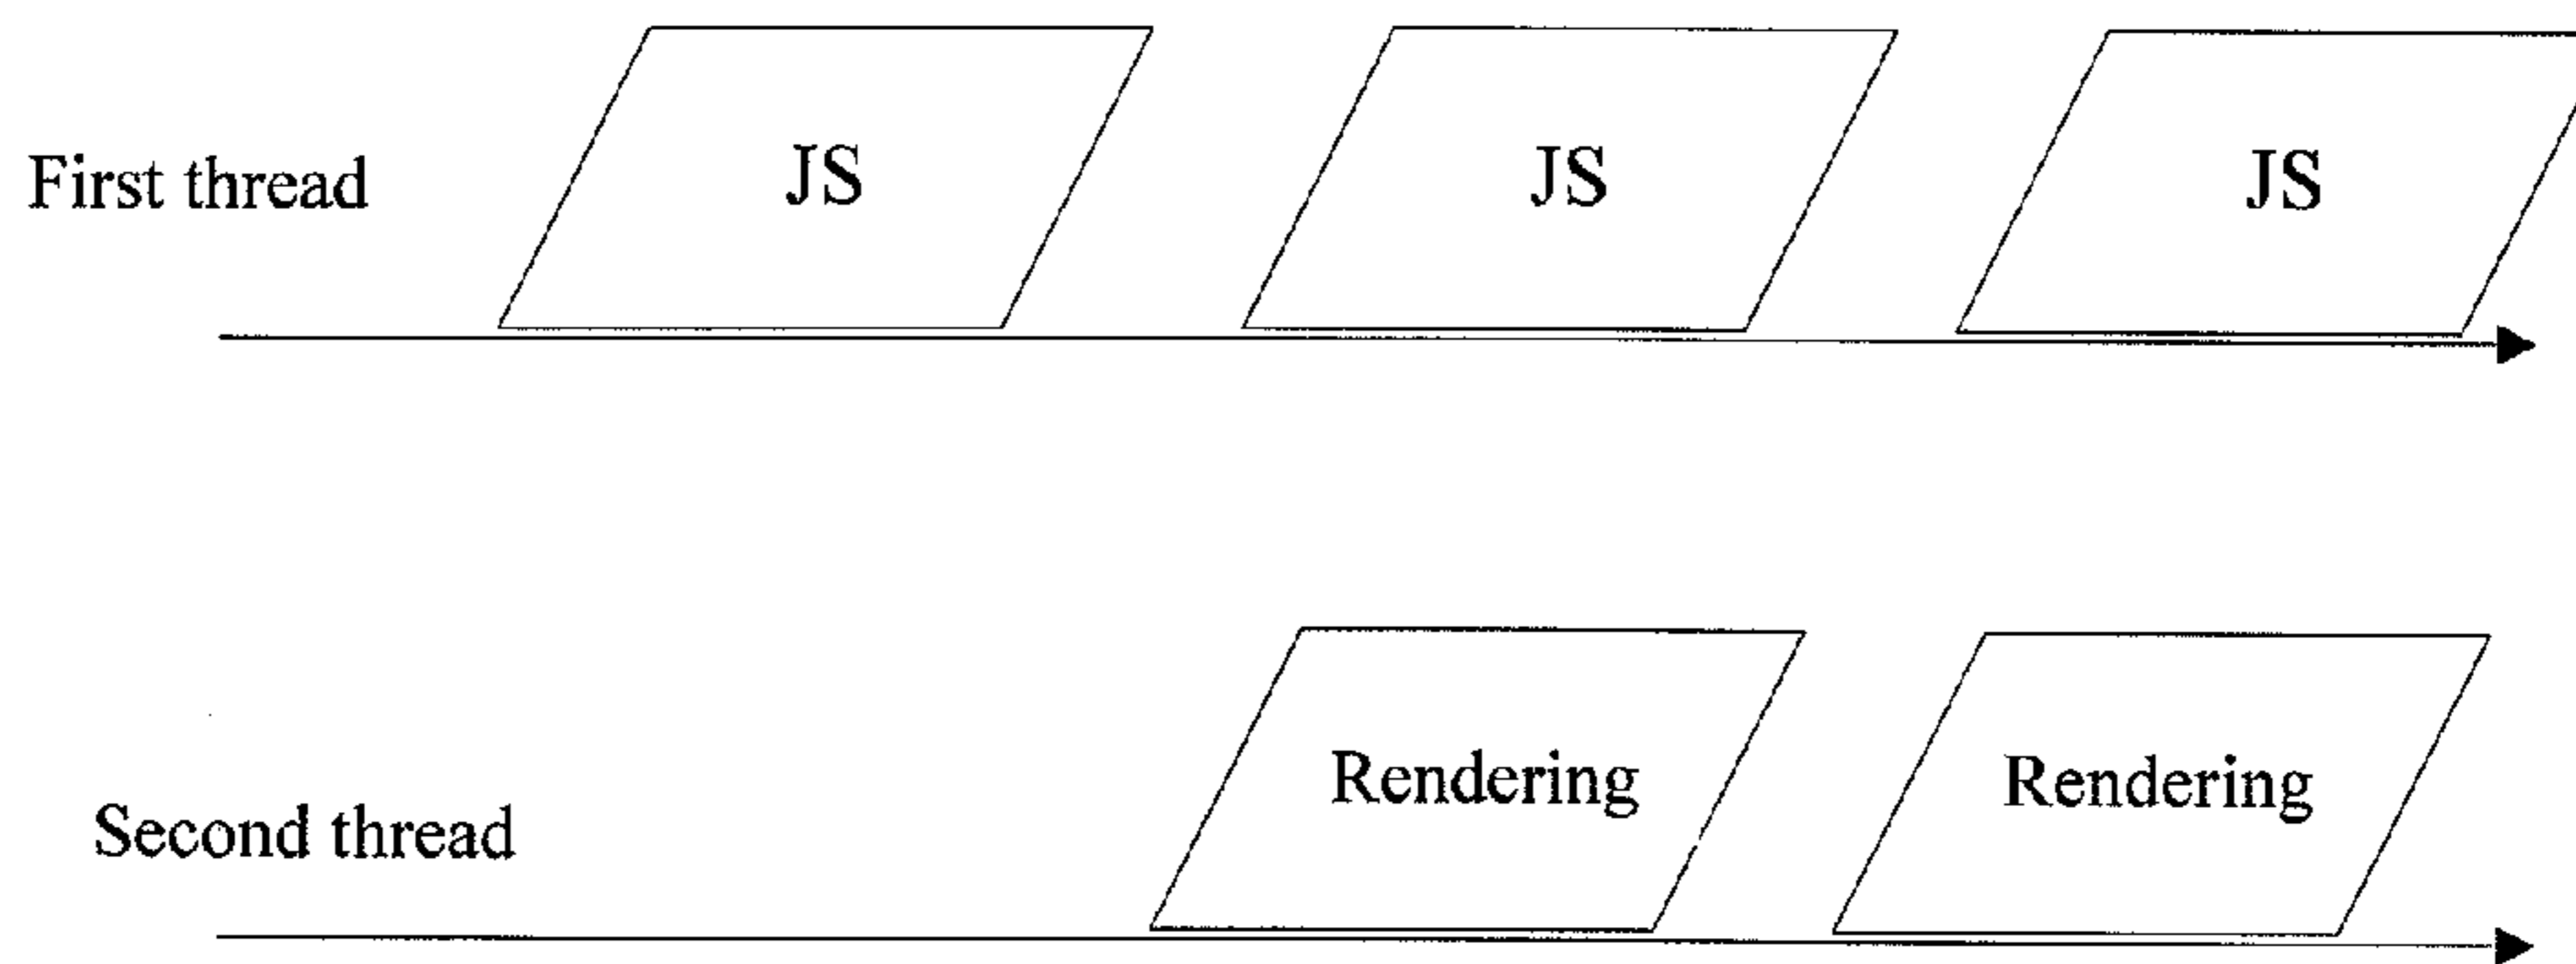 First thread
JS
JS
JS
Second thread
Rendering
Rendering